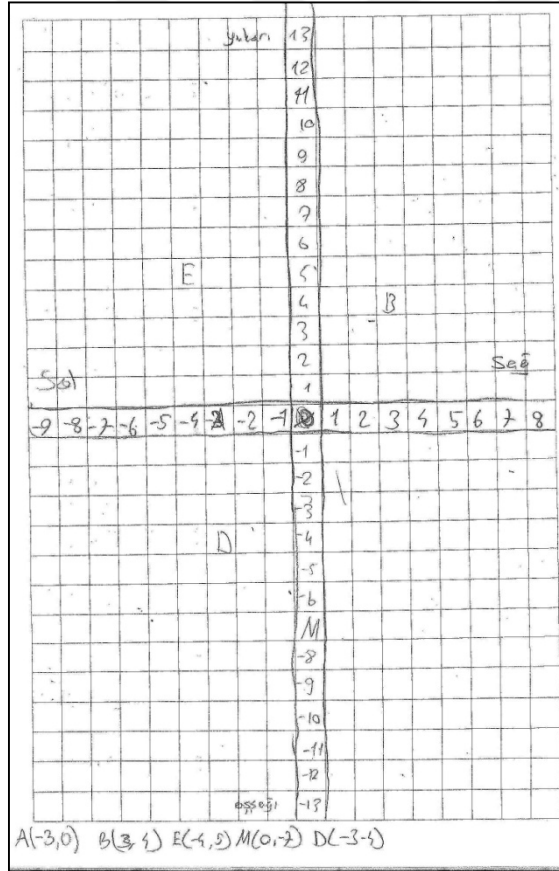 yukarı 13
12
11
10
9
8
7
6
E 5
4 B
3
2
Sağ
Sol
1
-9 -8 -7 -6 -5 -4 A -2 -1 0 1 2 3 4 5 6 7 8
-1
-2
-3
D -4
-5
-6
M
-8
-9
-10
-11
-12
aşşağı -13
A(-3,0) B(3,4) E(-4,5) M(0,-7) D(-3-4)